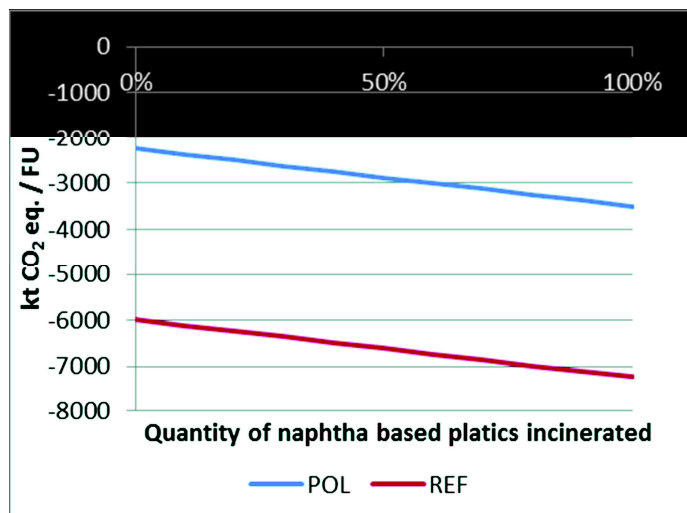 0
0% 50% 100%
-1000
-2000
-3000
-4000
-5000
-6000
-7000
-8000
kt CO₂ eq. / FU
Quantity of naphtha based platics incinerated
POL REF